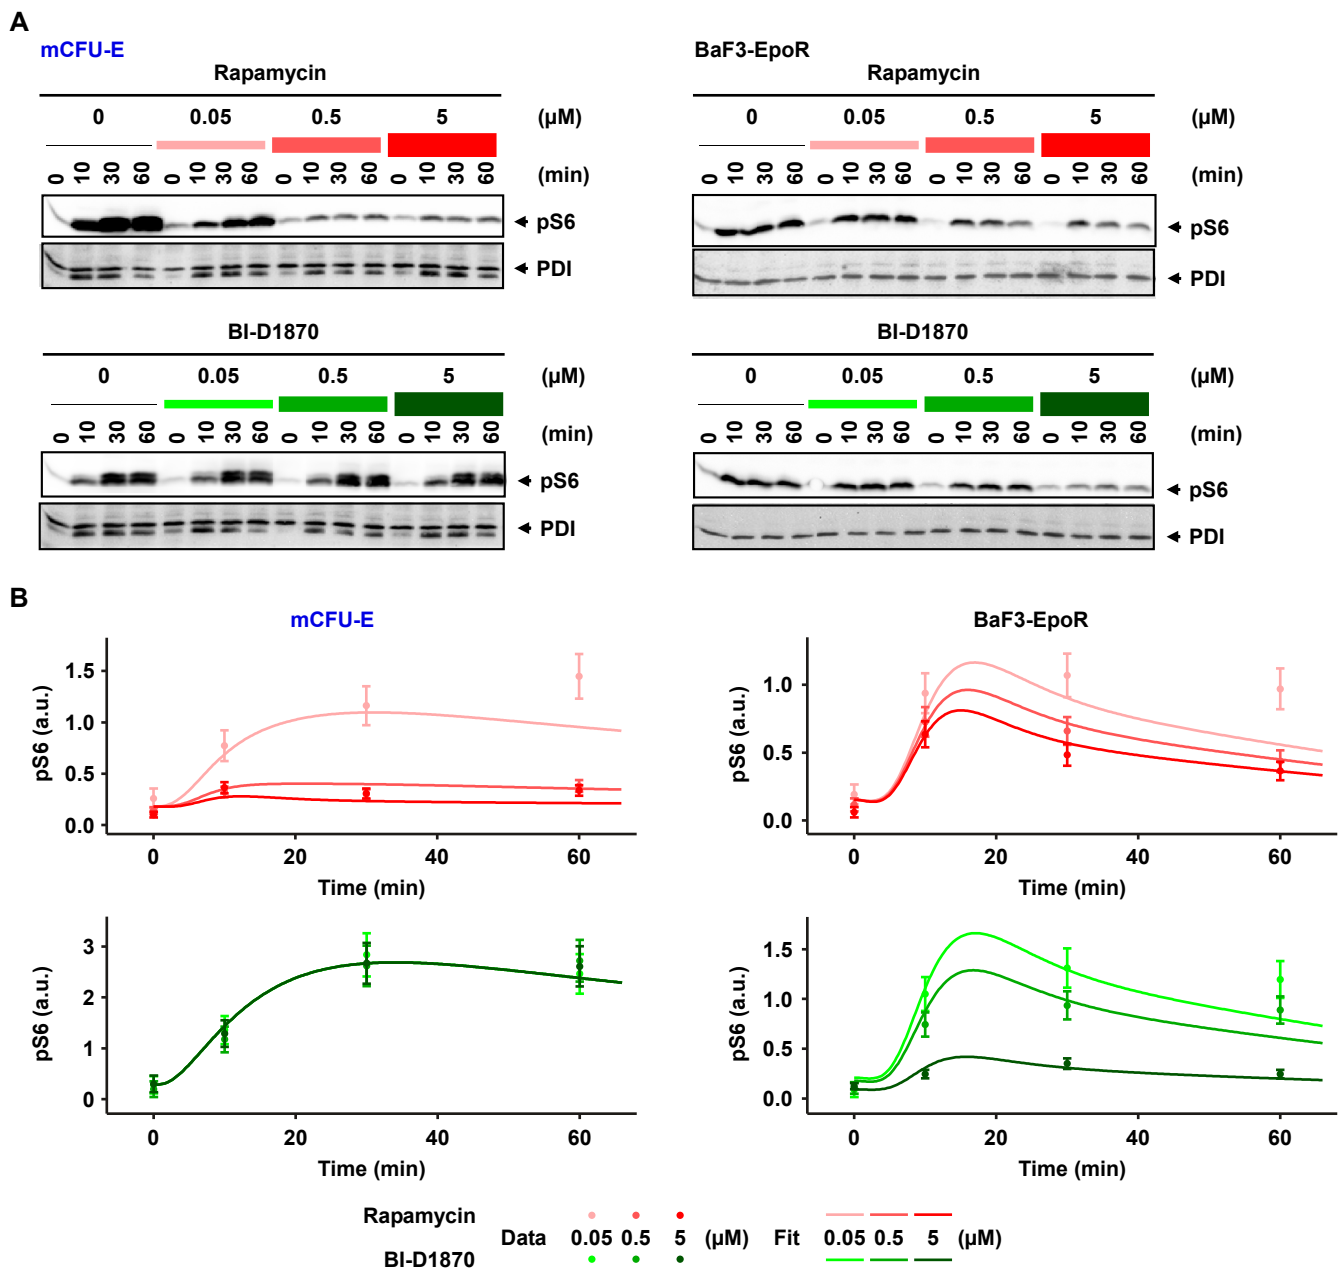 A
mCFU-E
Rapamycin
0 0.05 0.5 5 (µM)
0 10 30 60 0 10 30 60 0 10 30 60 0 10 30 60 (min)
pS6
PDI
BI-D1870
0 0.05 0.5 5 (µM)
0 10 30 60 0 10 30 60 0 10 30 60 0 10 30 60 (min)
pS6
PDI
BaF3-EpoR
Rapamycin
0 0.05 0.5 5 (µM)
0 10 30 60 0 10 30 60 0 10 30 60 0 10 30 60 (min)
pS6
PDI
BI-D1870
0 0.05 0.5 5 (µM)
0 10 30 60 0 10 30 60 0 10 30 60 0 10 30 60 (min)
pS6
PDI
B
mCFU-E
pS6 (a.u.)
1.5
1.0
0.5
0.0
0 20 40 60
Time (min)
BaF3-EpoR
pS6 (a.u.)
1.0
0.5
0.0
0 20 40 60
Time (min)
pS6 (a.u.)
3
2
1
0
0 20 40 60
Time (min)
pS6 (a.u.)
1.5
1.0
0.5
0.0
0 20 40 60
Time (min)
Rapamycin
Data 0.05 0.5 5 (µM) Fit 0.05 0.5 5 (µM)
BI-D1870